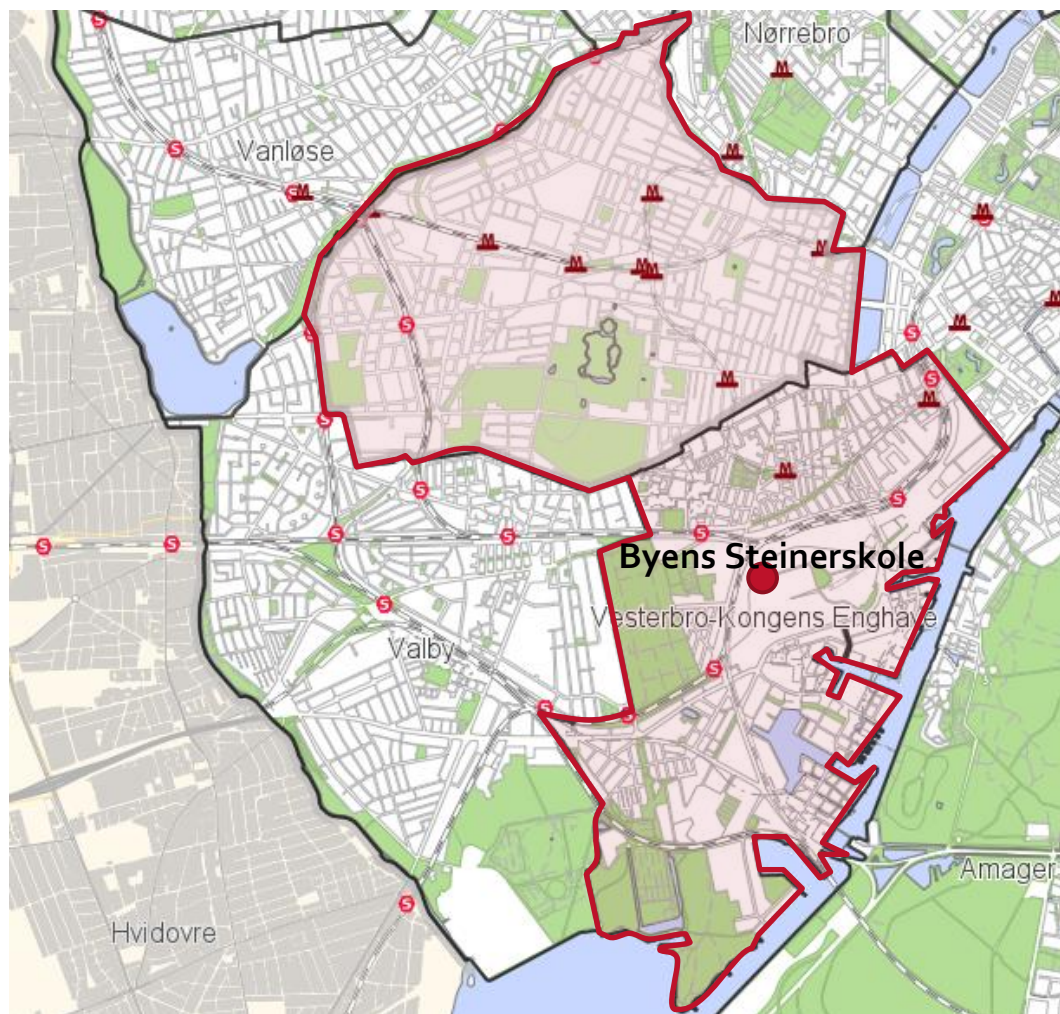 Nørrebro
Vanløse
Byens Steinerskole
Vesterbro-Kongens Enghave
Valby
Amager
Hvidovre